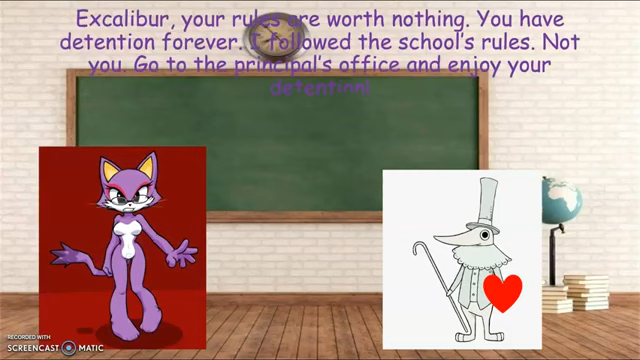 Excalibur, your rules are worth nothing. You have
detention forever. I followed the school's rules. Not
you. Go to the principal's office and enjoy your
detention!
RECORDED WITH
SCREENCAST MATIC